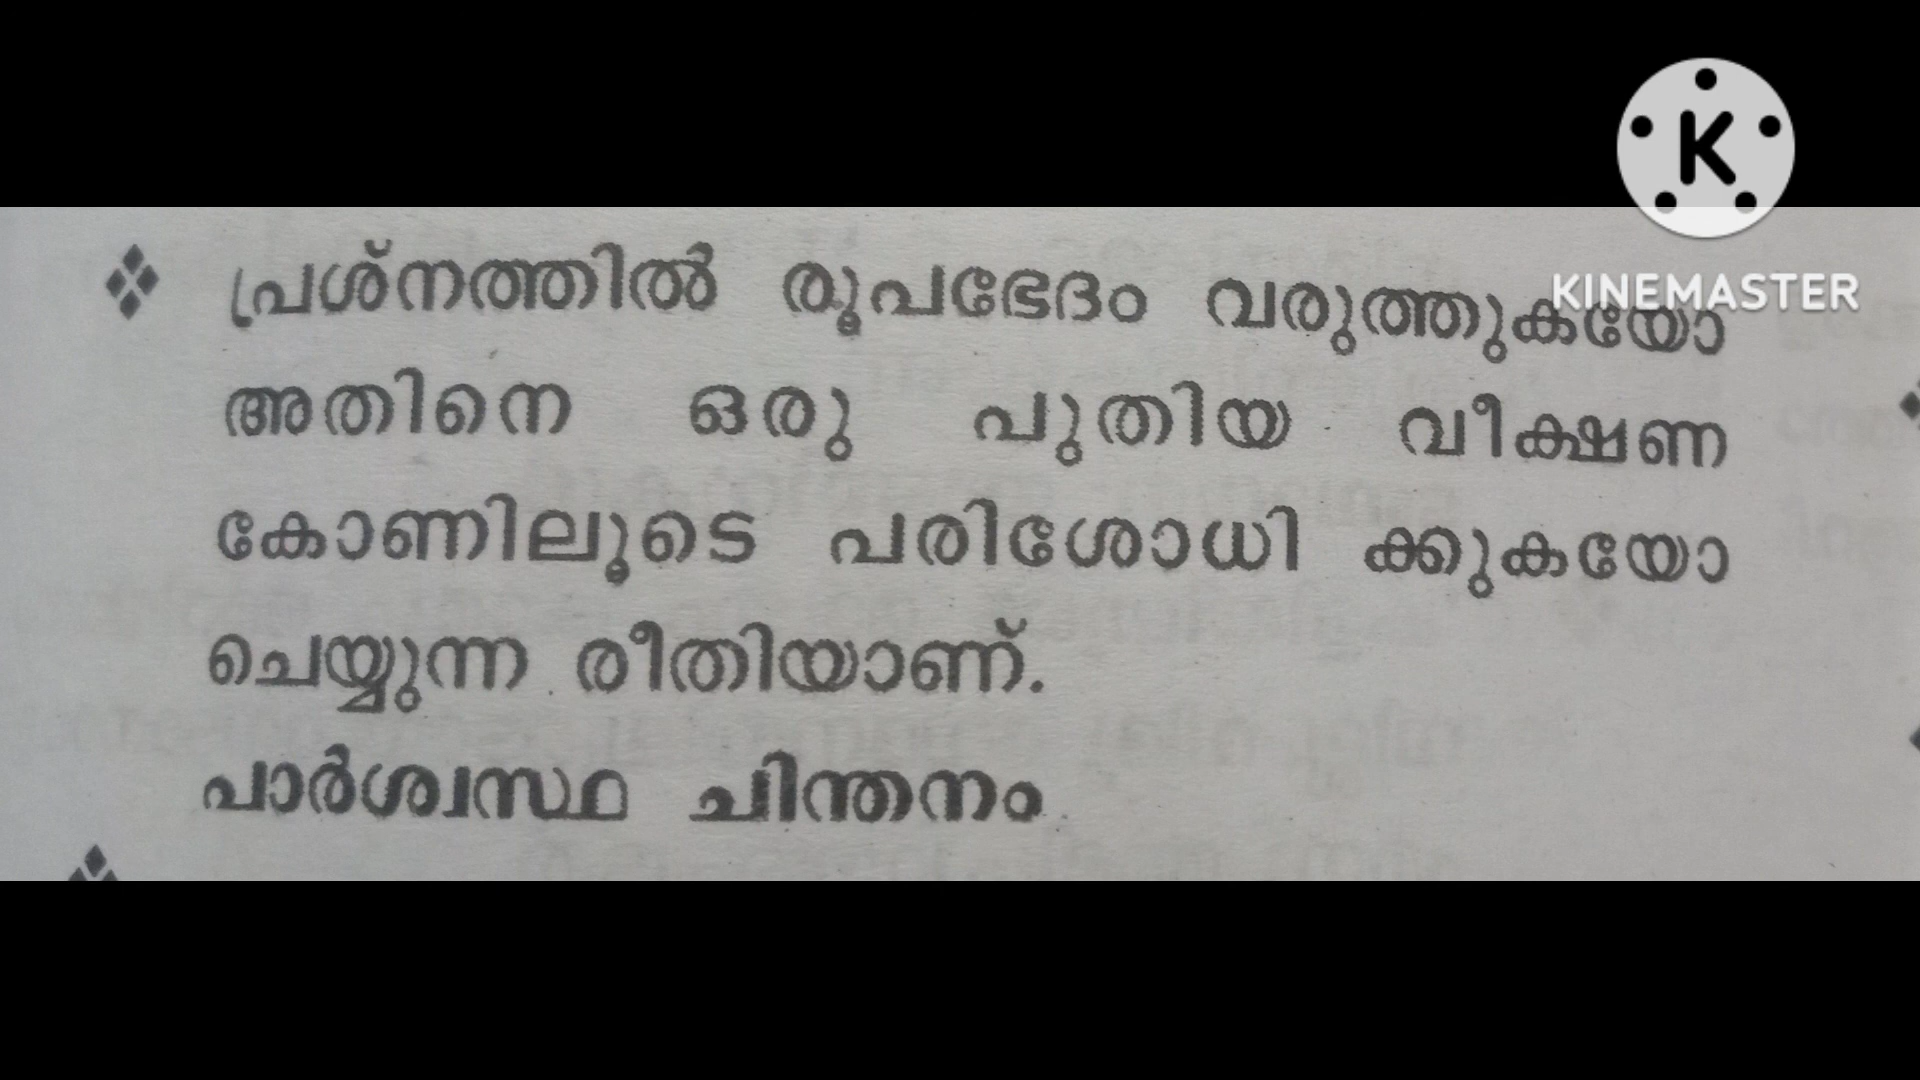 K
KINEMASTER
❖ പ്രശ്നത്തിൽ രൂപഭേദം വരുത്തുകയോ
അതിനെ ഒരു പുതിയ വീക്ഷണ
കോണിലൂടെ പരിശോധി ക്കുകയോ
ചെയ്യുന്ന രീതിയാണ്.
പാർശ്വസ്ഥ ചിന്തനം